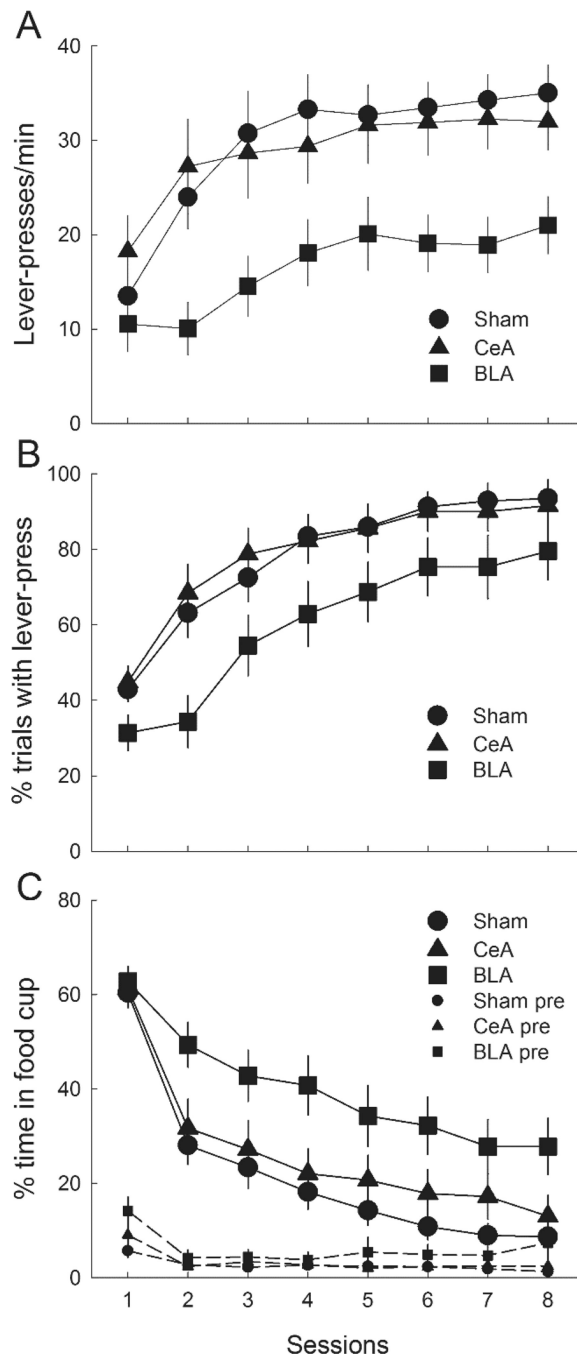 A
40
30
20
10
0
Lever-presses/min
Sham
CeA
BLA
B
100
80
60
40
20
0
% trials with lever-press
Sham
CeA
BLA
C
80
60
40
20
0
% time in food cup
Sham
CeA
BLA
Sham pre
CeA pre
BLA pre
1 2 3 4 5 6 7 8
Sessions